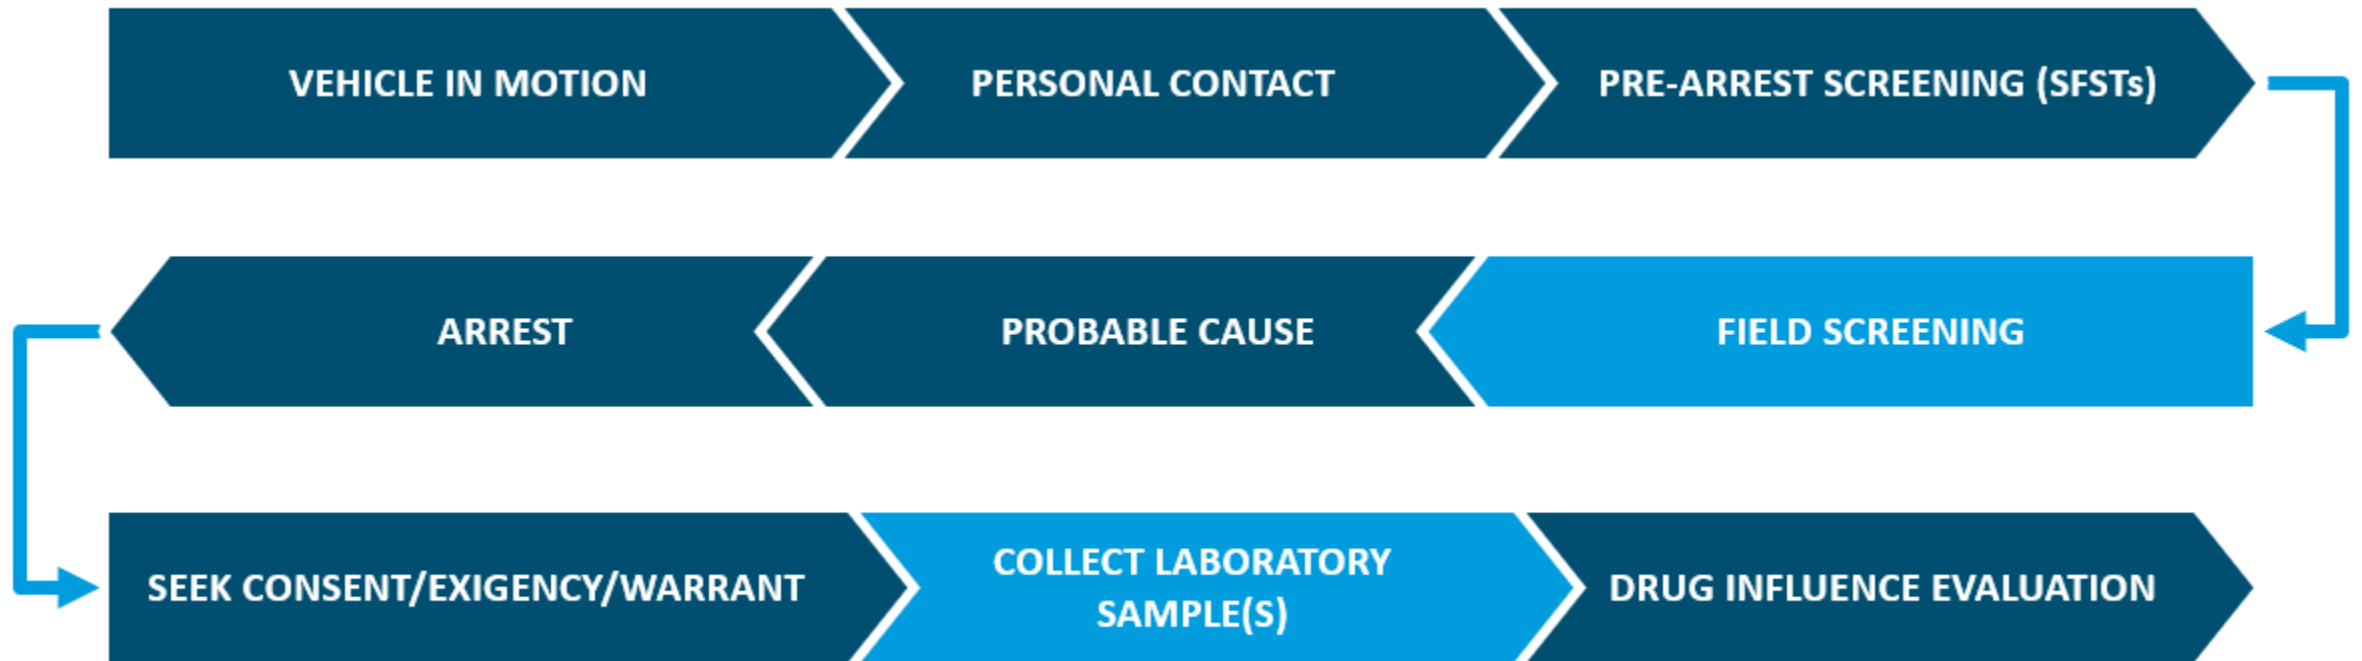 VEHICLE IN MOTION
PERSONAL CONTACT
PRE-ARREST SCREENING (SFSTs)
FIELD SCREENING
PROBABLE CAUSE
ARREST
SEEK CONSENT/EXIGENCY/WARRANT
COLLECT LABORATORY
SAMPLE(S)
DRUG INFLUENCE EVALUATION